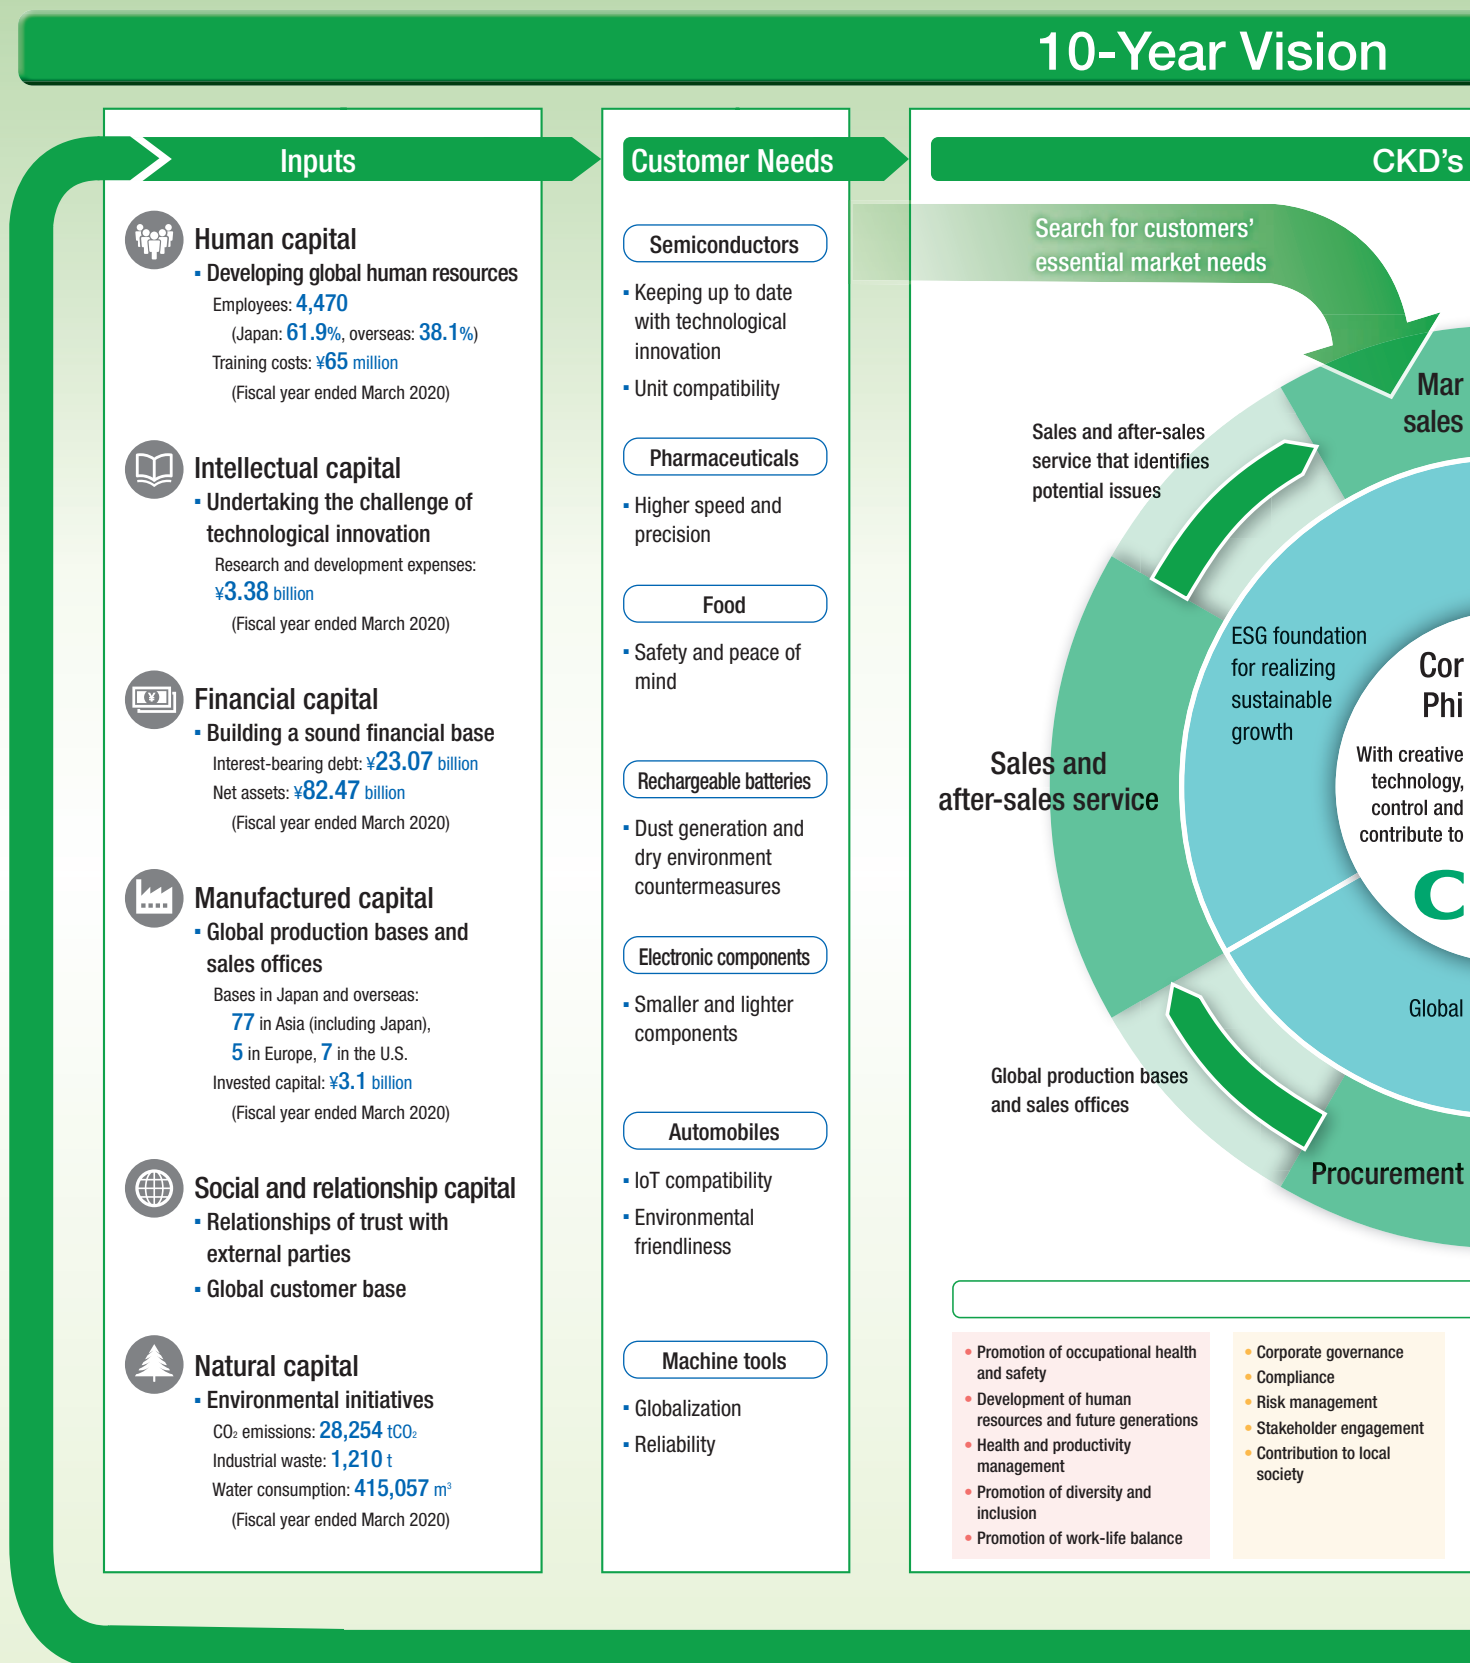 10-Year Vision
Inputs
Human capital
▪ Developing global human resources
Employees: 4,470
(Japan: 61.9%, overseas: 38.1%)
Training costs: ¥65 million
(Fiscal year ended March 2020)
Intellectual capital
▪ Undertaking the challenge of
technological innovation
Research and development expenses:
¥3.38 billion
(Fiscal year ended March 2020)
Financial capital
▪ Building a sound financial base
Interest-bearing debt: ¥23.07 billion
Net assets: ¥82.47 billion
(Fiscal year ended March 2020)
Manufactured capital
▪ Global production bases and
sales offices
Bases in Japan and overseas:
77 in Asia (including Japan),
5 in Europe, 7 in the U.S.
Invested capital: ¥3.1 billion
(Fiscal year ended March 2020)
Social and relationship capital
▪ Relationships of trust with
external parties
▪ Global customer base
Natural capital
▪ Environmental initiatives
CO₂ emissions: 28,254 tCO₂
Industrial waste: 1,210 t
Water consumption: 415,057 m³
(Fiscal year ended March 2020)
Customer Needs
Semiconductors
▪ Keeping up to date
with technological
innovation
▪ Unit compatibility
Pharmaceuticals
▪ Higher speed and
precision
Food
▪ Safety and peace of
mind
Rechargeable batteries
▪ Dust generation and
dry environment
countermeasures
Electronic components
▪ Smaller and lighter
components
Automobiles
▪ IoT compatibility
▪ Environmental
friendliness
Machine tools
▪ Globalization
▪ Reliability
CKD's
Search for customers'
essential market needs
Mar
sales
Sales and after-sales
service that identifies
potential issues
ESG foundation
for realizing
sustainable
growth
Cor
Phi
With creative
technology,
control and
contribute to
C
Sales and
after-sales service
Global
Global production bases
and sales offices
Procurement
• Promotion of occupational health
and safety
• Development of human
resources and future generations
• Health and productivity
management
• Promotion of diversity and
inclusion
• Promotion of work-life balance
• Corporate governance
• Compliance
• Risk management
• Stakeholder engagement
• Contribution to local
society